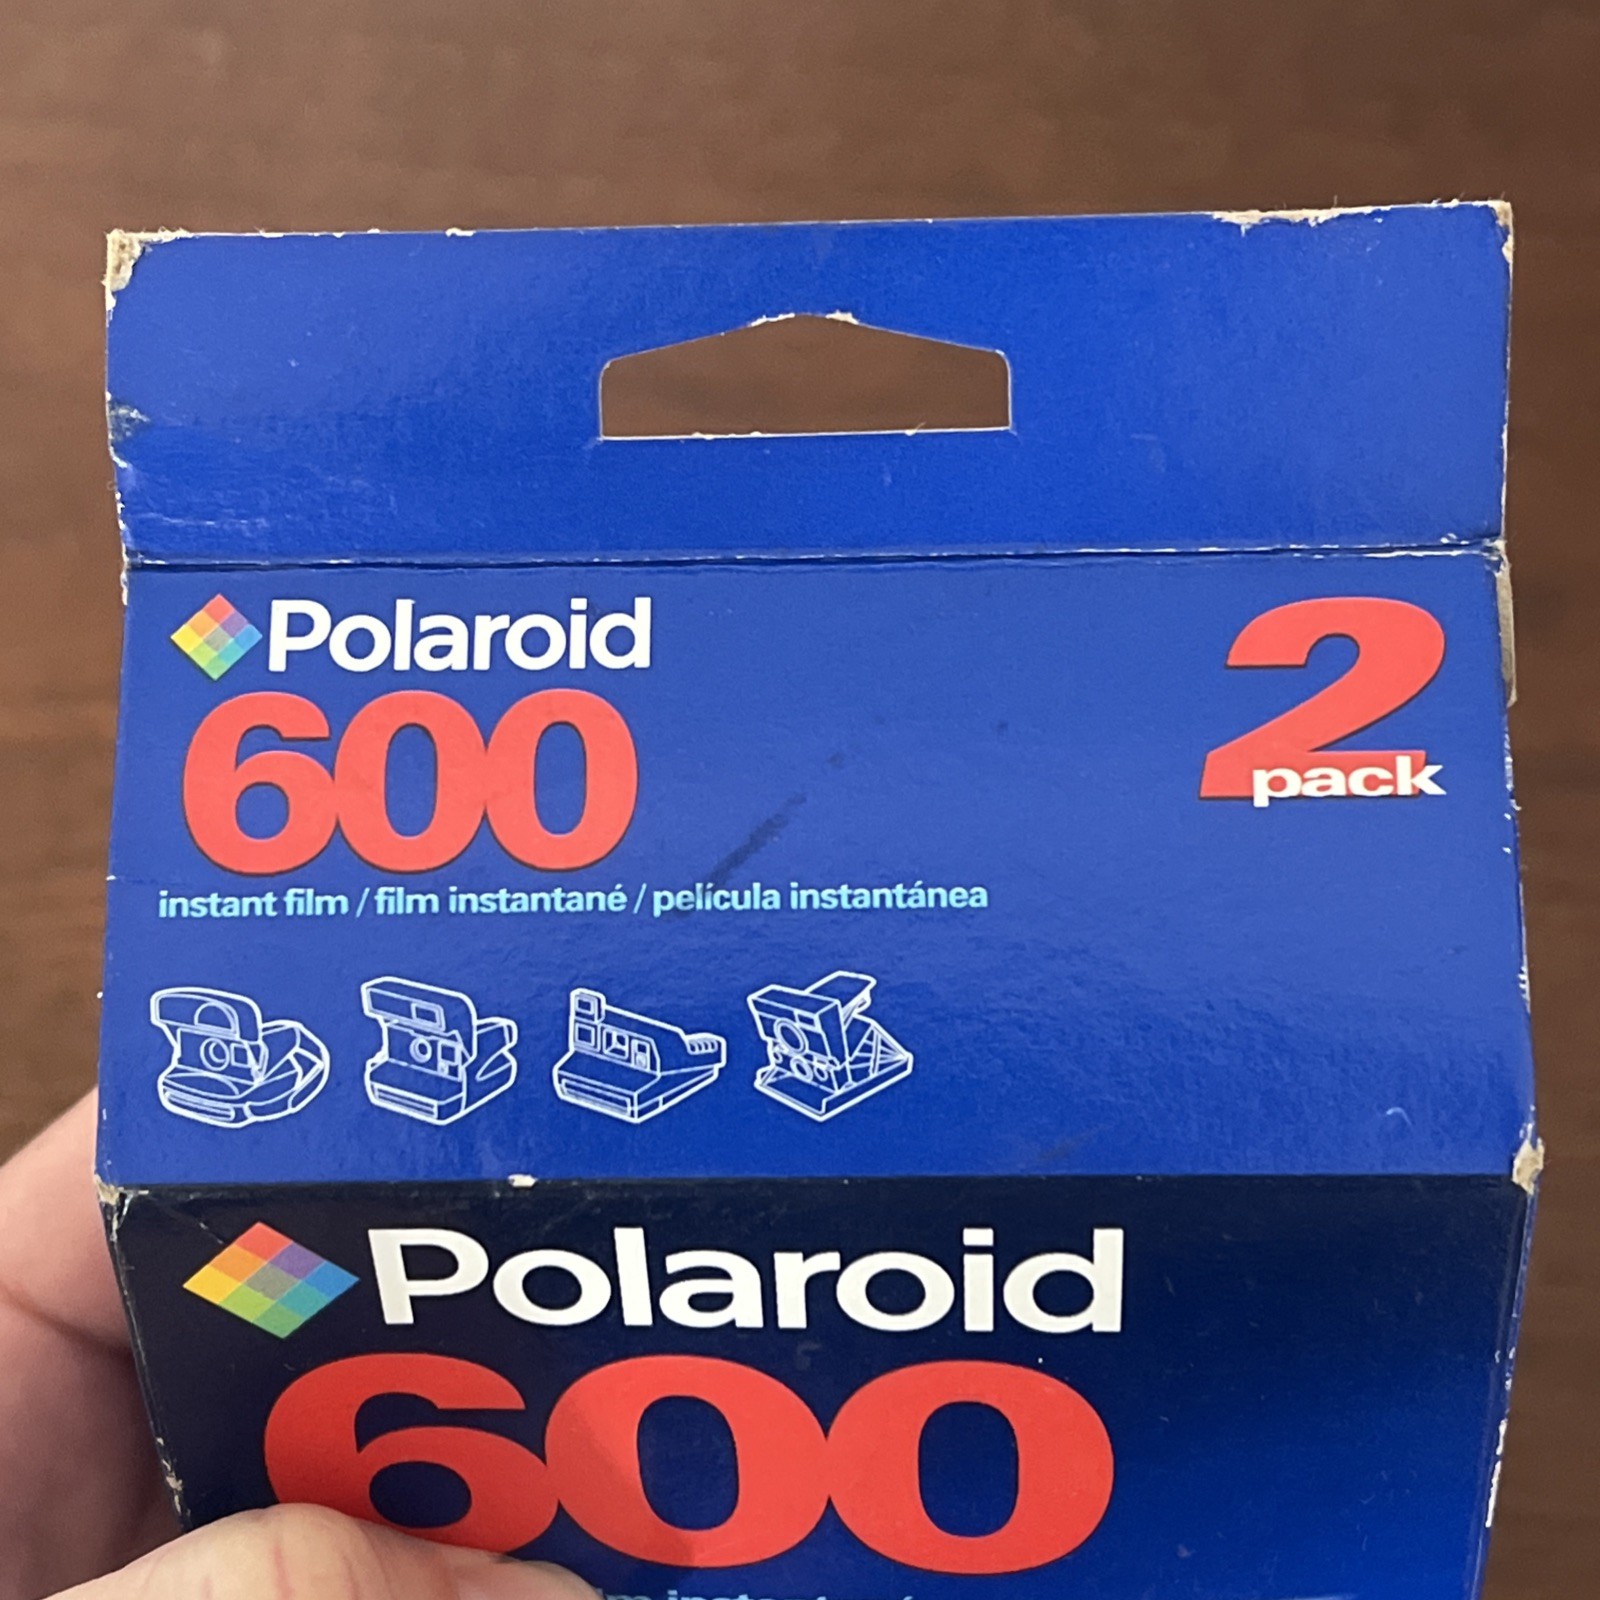 Polaroid
600
2
pack
instant film / film instantané / película instantánea
Polaroid
600